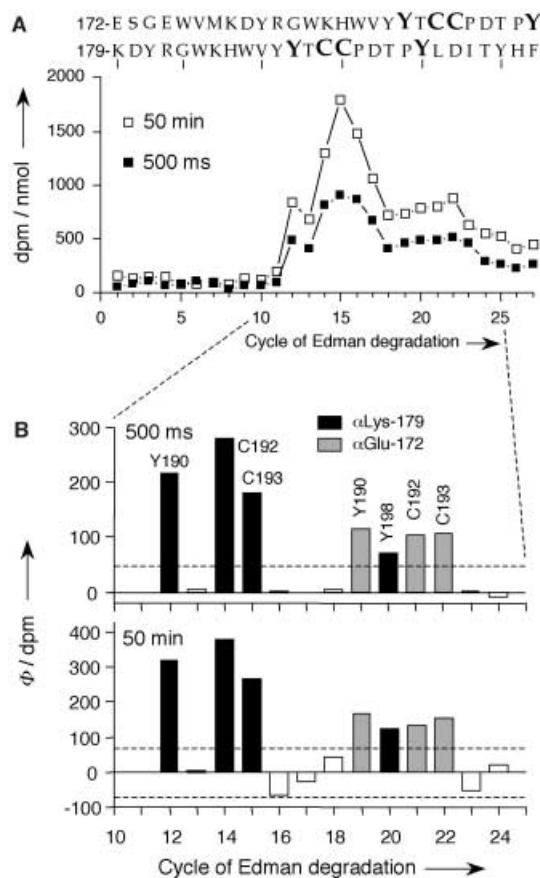 A
172-ESGEWVMKDYRGWKHWVYYTCCPDTPY
179-KDYRGWKHWVYYTCCPDTPYLDITYHF
2000
1500
1000
500
0
dpm / nmol
50 min
500 ms
0 5 10 15 20 25
Cycle of Edman degradation
B
500 ms
αLys-179
αGlu-172
300
200
100
0
Y190
C192
C193
Y190
Y198
C192
C193
Φ / dpm
50 min
400
300
200
100
0
-100
10 12 14 16 18 20 22 24
Cycle of Edman degradation